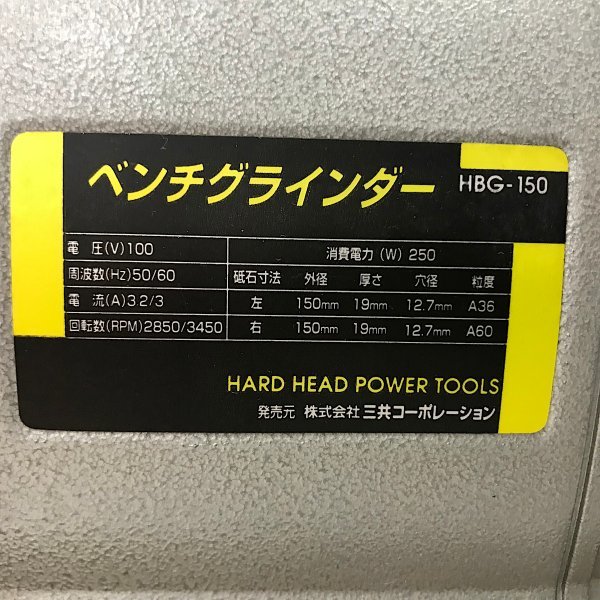 ベンチグラインダー HBG-150
電 圧(V)100 消費電力(W) 250
周波数(Hz)50/60 砥石寸法 外径 厚さ 穴径 粒度
電 流(A)3.2/3 左 150mm 19mm 12.7mm A36
回転数(RPM)2850/3450 右 150mm 19mm 12.7mm A60
HARD HEAD POWER TOOLS
発売元 株式会社 三共コーポレーション